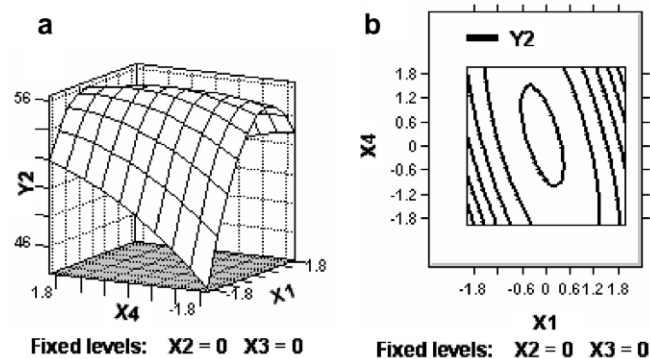 a
56
Y2
46
1.8
X4
-1.8
-1.8
X1
1.8
Fixed levels: X2 = 0 X3 = 0
b
Y2
1.8
1.2
0.6
0
-0.6
-1.2
-1.8
X4
-1.8 -0.6 0 0.6 1.2 1.8
X1
Fixed levels: X2 = 0 X3 = 0